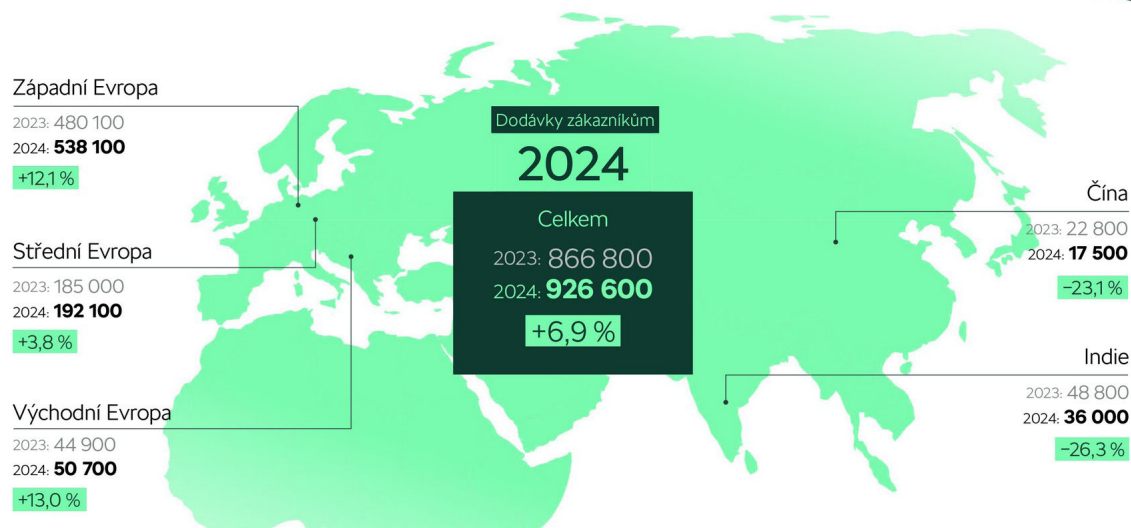 Západní Evropa
2023: 480 100
2024: 538 100
+12,1 %
Střední Evropa
2023: 185 000
2024: 192 100
+3,8 %
Východní Evropa
2023: 44 900
2024: 50 700
+13,0 %
Dodávky zákazníkům
2024
Celkem
2023: 866 800
2024: 926 600
+6,9 %
Čína
2023: 22 800
2024: 17 500
−23,1 %
Indie
2023: 48 800
2024: 36 000
−26,3 %